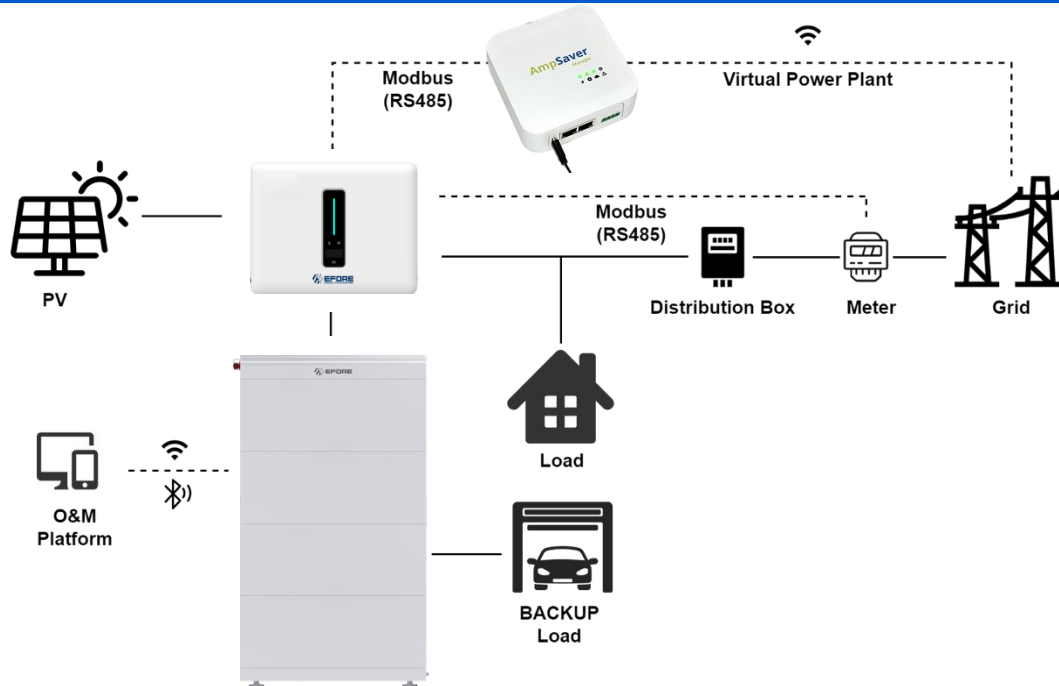 AmpSaver
Manager
Modbus
(RS485)
Virtual Power Plant
Modbus
(RS485)
EFORE
PV
Distribution Box
Meter
Grid
EFORE
Load
O&M
Platform
BACKUP
Load